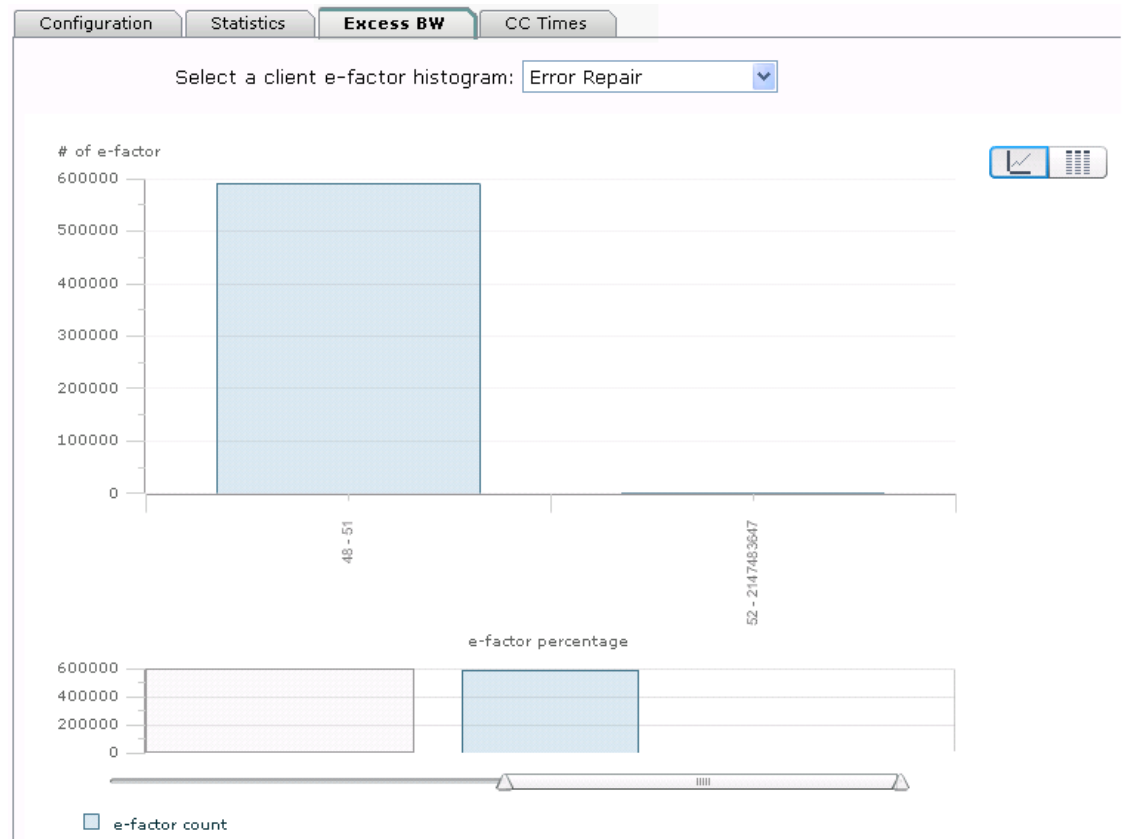 Configuration
Statistics
Excess BW
CC Times
Select a client e-factor histogram: Error Repair
# of e-factor
600000
500000
400000
300000
200000
100000
0
48 - 51
52 - 2147483647
e-factor percentage
600000
400000
200000
0
e-factor count